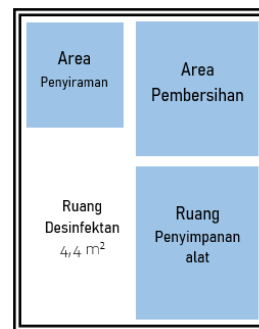 Area
Penyiraman
Area
Pembersihan
Ruang
Desinfektan
4,4 m²
Ruang
Penyimpanan
alat